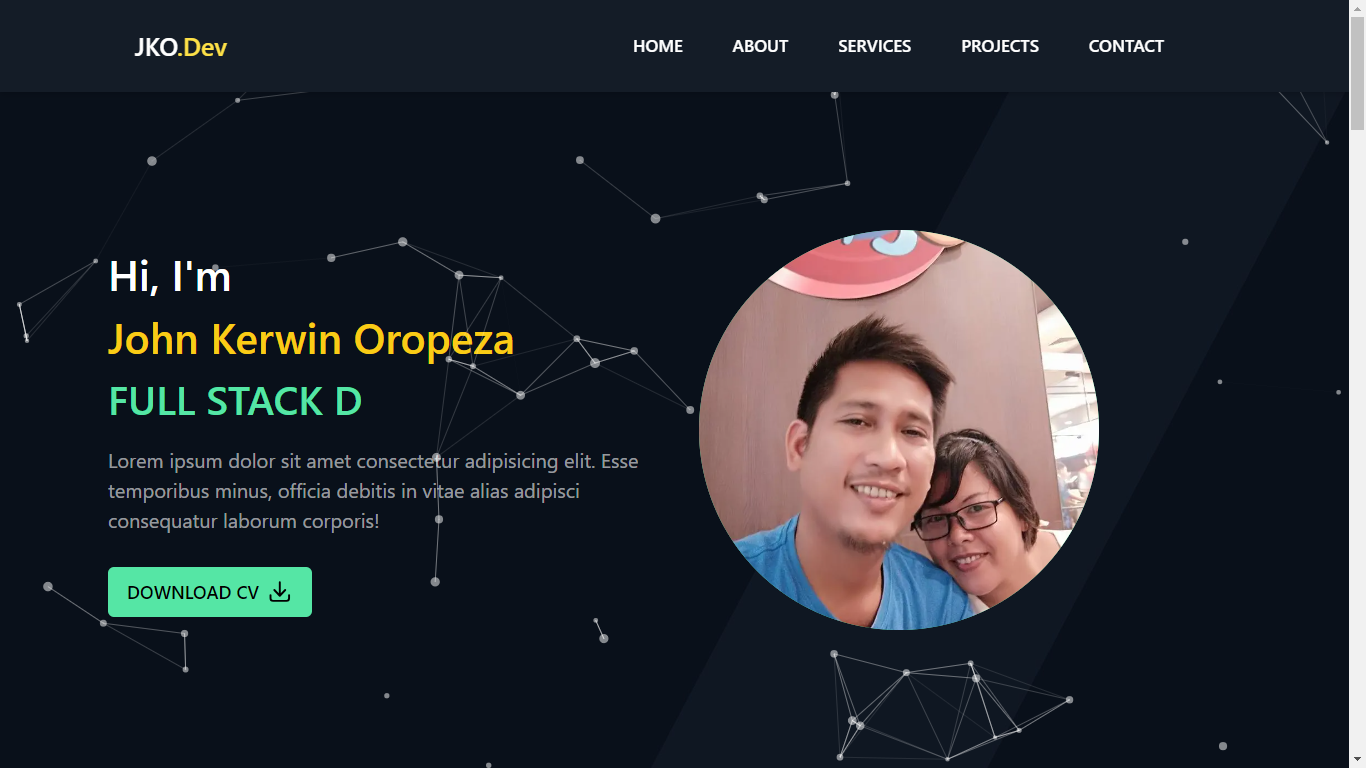 JKO.Dev
HOME ABOUT SERVICES PROJECTS CONTACT
Hi, I'm
John Kerwin Oropeza
FULL STACK D
Lorem ipsum dolor sit amet consectetur adipisicing elit. Esse
temporibus minus, officia debitis in vitae alias adipisci
consequatur laborum corporis!
DOWNLOAD CV